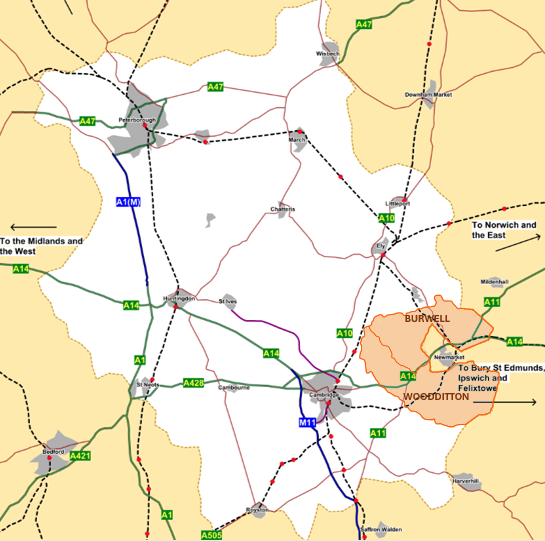 A47
Wisbech
A47
Downham Market
Peterborough
A47
March
A1(M)
Chatteris
Littleport
A10
To Norwich and
the East
To the Midlands and
the West
Ely
A14
Mildenhall
A14
Huntingdon
St Ives
A11
BURWELL
A10
A14
A14
Newmarket
A1
To Bury St Edmunds,
Ipswich and
Felixtowe
A14
St Neots
A428
Cambourne
Cambridge
WOODDITTON
M11
A11
Bedford
A421
Haverhill
A1
Royston
Saffron Walden
A505